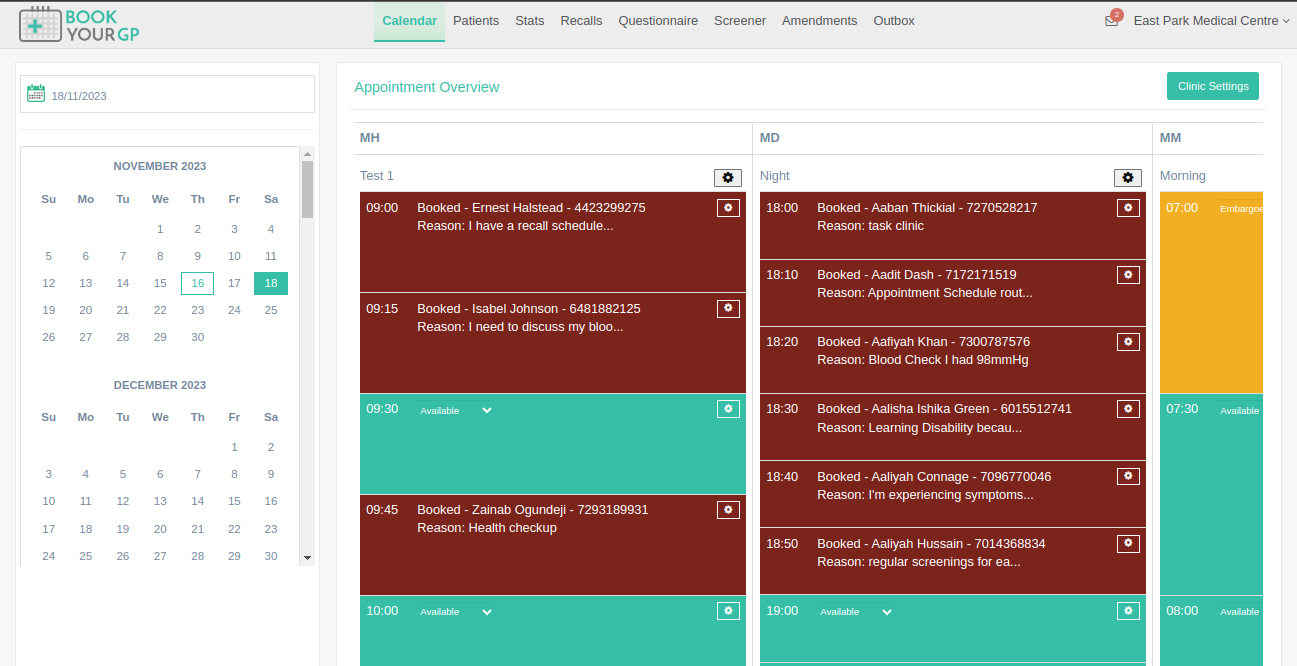 BOOK
YOURGP
Calendar Patients Stats Recalls Questionnaire Screener Amendments Outbox
2
East Park Medical Centre
18/11/2023
NOVEMBER 2023
Su Mo Tu We Th Fr Sa
1 2 3 4
5 6 7 8 9 10 11
12 13 14 15 16 17 18
19 20 21 22 23 24 25
26 27 28 29 30
DECEMBER 2023
Su Mo Tu We Th Fr Sa
1 2
3 4 5 6 7 8 9
10 11 12 13 14 15 16
17 18 19 20 21 22 23
24 25 26 27 28 29 30
Appointment Overview
Clinic Settings
MH
Test 1
09:00 Booked - Ernest Halstead - 4423299275
Reason: I have a recall schedule...
09:15 Booked - Isabel Johnson - 6481882125
Reason: I need to discuss my bloo...
09:30 Available
09:45 Booked - Zainab Ogundeji - 7293189931
Reason: Health checkup
10:00 Available
MD
Night
18:00 Booked - Aaban Thickial - 7270528217
Reason: task clinic
18:10 Booked - Aadit Dash - 7172171519
Reason: Appointment Schedule rout...
18:20 Booked - Aafiyah Khan - 7300787576
Reason: Blood Check I had 98mmHg
18:30 Booked - Aalisha Ishika Green - 6015512741
Reason: Learning Disability becau...
18:40 Booked - Aaliyah Connage - 7096770046
Reason: I'm experiencing symptoms...
18:50 Booked - Aaliyah Hussain - 7014368834
Reason: regular screenings for ea...
19:00 Available
MM
Morning
07:00 Embargoe
07:30 Available
08:00 Available